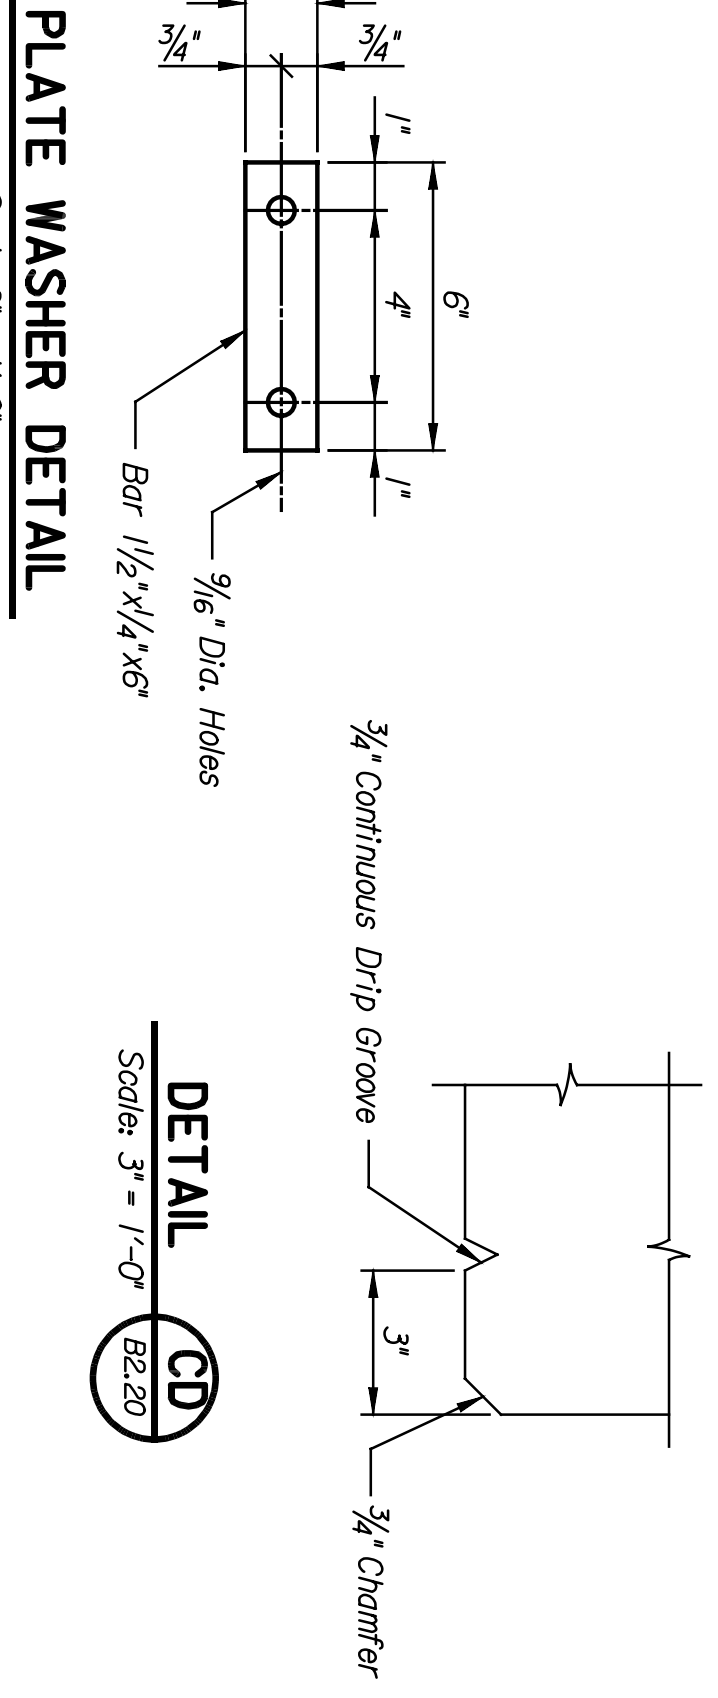 6"
1"
4"
1"
3/4"
3/4"
9/16" Dia. Holes
Bar 1 1/2"x1/4"x6"
PLATE WASHER DETAIL
3/4" Continuous Drip Groove
3"
3/4" Chamfer
DETAIL
Scale: 3" = 1'-0"
CD
B2.20